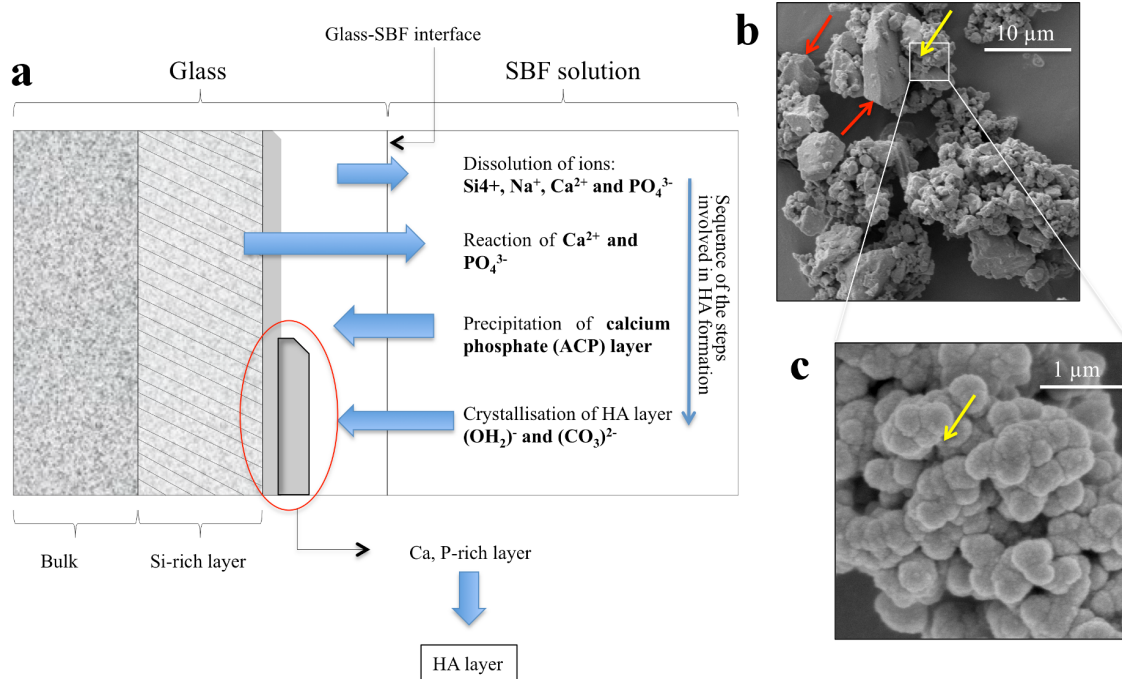 a
Glass-SBF interface
Glass
SBF solution
Dissolution of ions:
Si4+, Na⁺, Ca²⁺ and PO₄³⁻
Reaction of Ca²⁺ and
PO₄³⁻
Precipitation of calcium
phosphate (ACP) layer
Crystallisation of HA layer
(OH₂)⁻ and (CO₃)²⁻
Sequence of the steps
involved in HA formation
Bulk
Si-rich layer
Ca, P-rich layer
HA layer
b
10 µm
c
1 µm